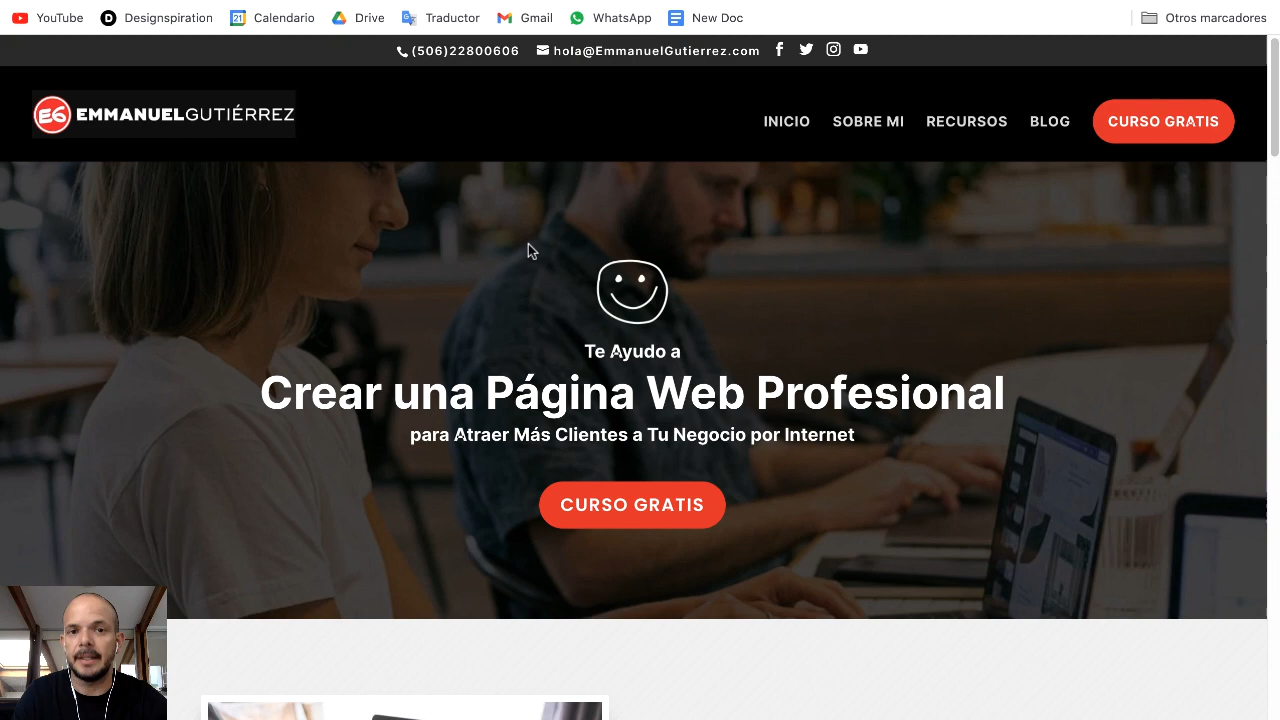 YouTube Designspiration Calendario Drive Traductor Gmail WhatsApp New Doc Otros marcadores
(506)22800606 hola@EmmanuelGutierrez.com
EG EMMANUELGUTIÉRREZ
INICIO SOBRE MI RECURSOS BLOG CURSO GRATIS
Te Ayudo a
Crear una Página Web Profesional
para Atraer Más Clientes a Tu Negocio por Internet
CURSO GRATIS